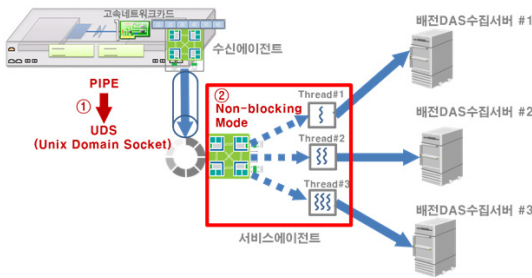 고속네트워크카드
수신에이전트
배전DAS수집서버 #1
PIPE
①
UDS
(Unix Domain Socket)
②
Non-blocking
Mode
Thread#1
Thread#2
Thread#3
배전DAS수집서버 #2
배전DAS수집서버 #3
서비스에이전트